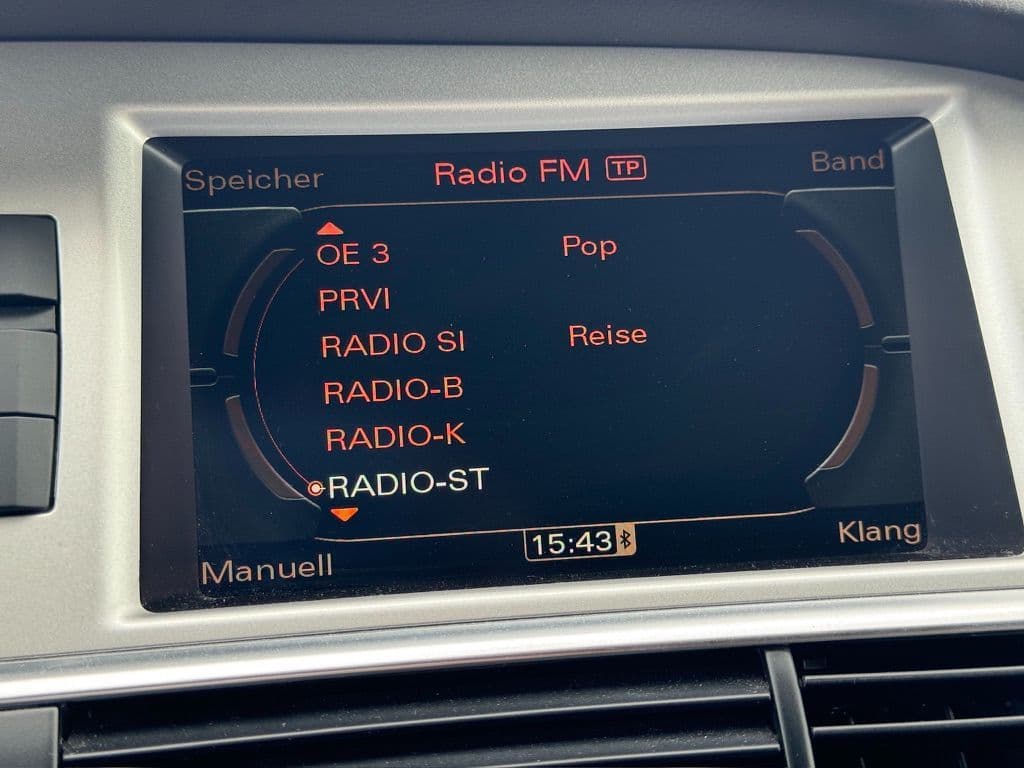 Speicher Radio FM TP Band
OE 3 Pop
PRVI
RADIO SI Reise
RADIO-B
RADIO-K
RADIO-ST
Manuell 15:43 Klang